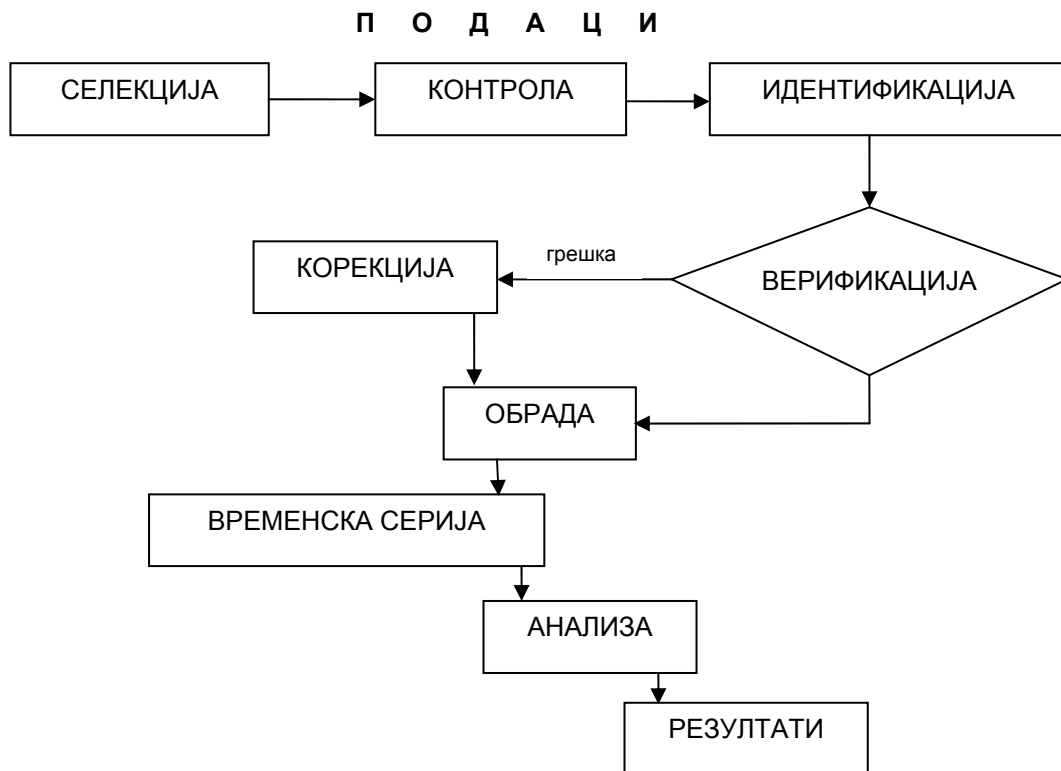 П О Д А Ц И
СЕЛЕКЦИЈА
КОНТРОЛА
ИДЕНТИФИКАЦИЈА
КОРЕКЦИЈА
грешка
ВЕРИФИКАЦИЈА
ОБРАДА
ВРЕМЕНСКА СЕРИЈА
АНАЛИЗА
РЕЗУЛТАТИ